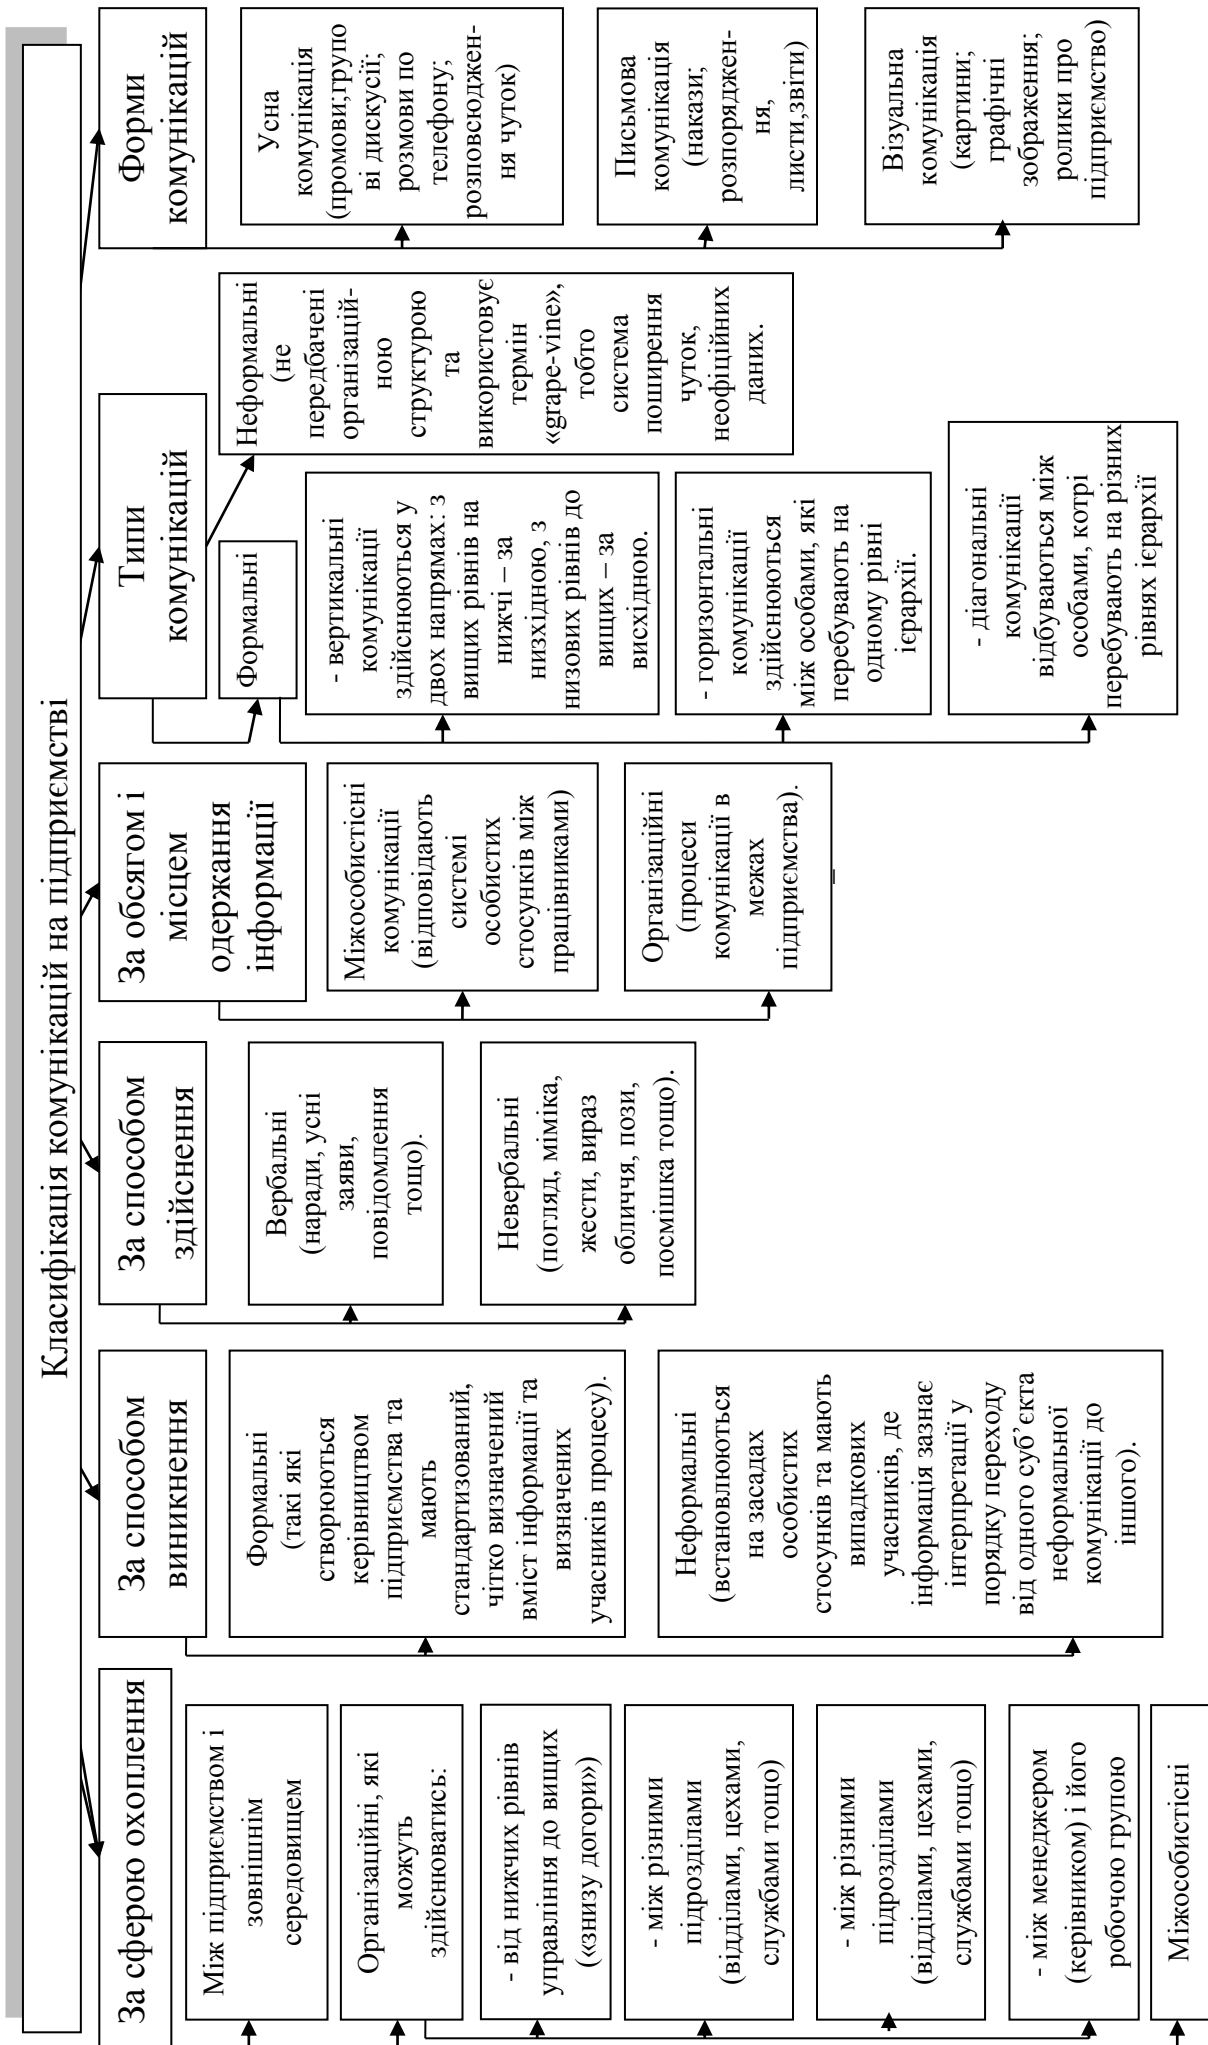 Класифікація комунікацій на підприємстві
За сферою охоплення
Між підприємством і
зовнішнім
середовищем
Організаційні, які
можуть
здійснюватись:
- від нижчих рівнів
управління до вищих
(«знизу догори»)
- між різними
підрозділами
(відділами, цехами,
службами тощо)
- між різними
підрозділами
(відділами, цехами,
службами тощо)
- між менеджером
(керівником) і його
робочою групою
Міжособистісні
За способом
виникнення
Формальні
(такі які
створюються
керівництвом
підприємства та
мають
стандартизований,
чітко визначений
вміст інформації та
визначених
учасників процесу).
Неформальні
(встановлюються
на засадах
особистих
стосунків та мають
випадкових
учасників, де
інформація зазнає
інтерпретації у
порядку переходу
від одного суб’єкта
неформальної
комунікації до
іншого).
За способом
здійснення
Вербальні
(наради, усні
заяви,
повідомлення
тощо).
Невербальні
(погляд, міміка,
жести, вираз
обличчя, пози,
посмішка тощо).
За обсягом і
місцем
одержання
інформації
Міжособистісні
комунікації
(відповідають
системі
особистих
стосунків між
працівниками)
Організаційні
(процеси
комунікації в
межах
підприємства).
Типи
комунікацій
Формальні
- вертикальні
комунікації
здійснюються у
двох напрямах: з
вищих рівнів на
нижчі – за
низхідною, з
низових рівнів до
вищих – за
висхідною.
- горизонтальні
комунікації
здійснюються
між особами, які
перебувають на
одному рівні
ієрархії.
- діагональні
комунікації
відбуваються між
особами, котрі
перебувають на різних
рівнях ієрархії
Неформальні
(не
передбачені
організацій-
ною
структурою
та
використовує
термін
«grape-vine»,
тобто
система
поширення
чуток,
неофіційних
даних.
Форми
комунікацій
Усна
комунікація
(промови;групо
ві дискусії;
розмови по
телефону;
розповсюджен-
ня чуток)
Письмова
комунікація
(накази;
розпоряджен-
ня,
листи,звіти)
Візуальна
комунікація
(картини;
графічні
зображення;
ролики про
підприємство)